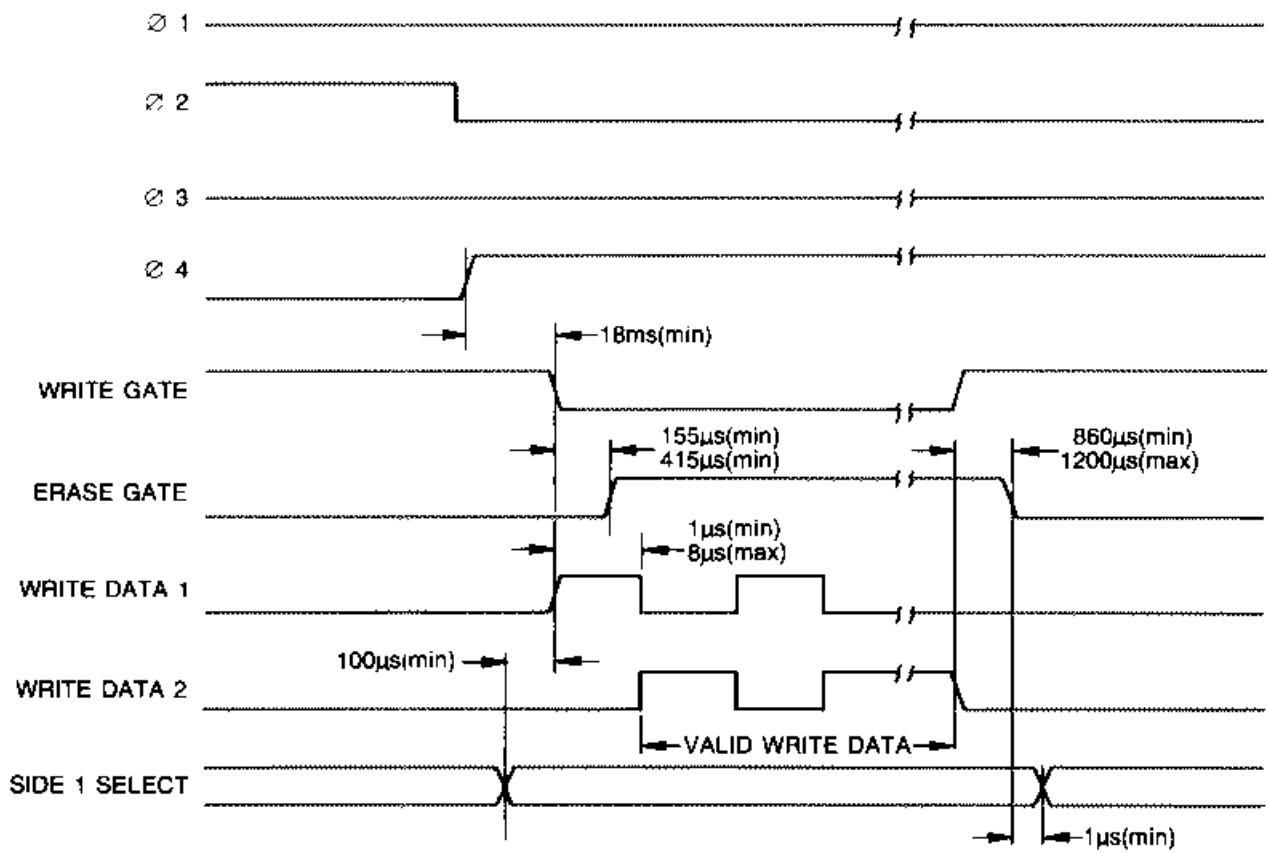 ∅ 1
∅ 2
∅ 3
∅ 4
18ms(min)
WRITE GATE
155µs(min)
415µs(min)
860µs(min)
1200µs(max)
ERASE GATE
1µs(min)
8µs(max)
WRITE DATA 1
100µs(min)
WRITE DATA 2
VALID WRITE DATA
SIDE 1 SELECT
1µs(min)